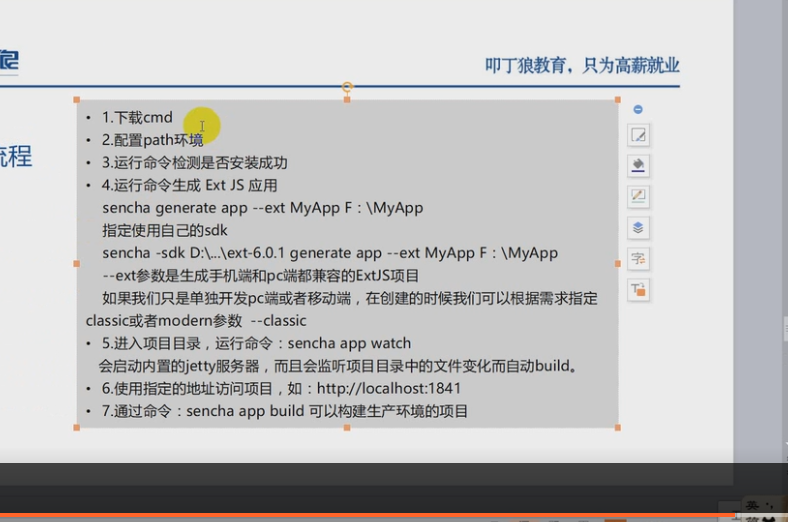 叩丁狼教育，只为高薪就业
流程
• 1.下载cmd
• 2.配置path环境
• 3.运行命令检测是否安装成功
• 4.运行命令生成 Ext JS 应用
sencha generate app --ext MyApp F：\MyApp
指定使用自己的sdk
sencha -sdk D:\...\ext-6.0.1 generate app --ext MyApp F：\MyApp
--ext参数是生成手机端和pc端都兼容的ExtJS项目
如果我们只是单独开发pc端或者移动端，在创建的时候我们可以根据需求指定
classic或者modern参数 --classic
• 5.进入项目目录，运行命令：sencha app watch
会启动内置的jetty服务器，而且会监听项目目录中的文件变化而自动build。
• 6.使用指定的地址访问项目，如：http://localhost:1841
• 7.通过命令：sencha app build 可以构建生产环境的项目
英